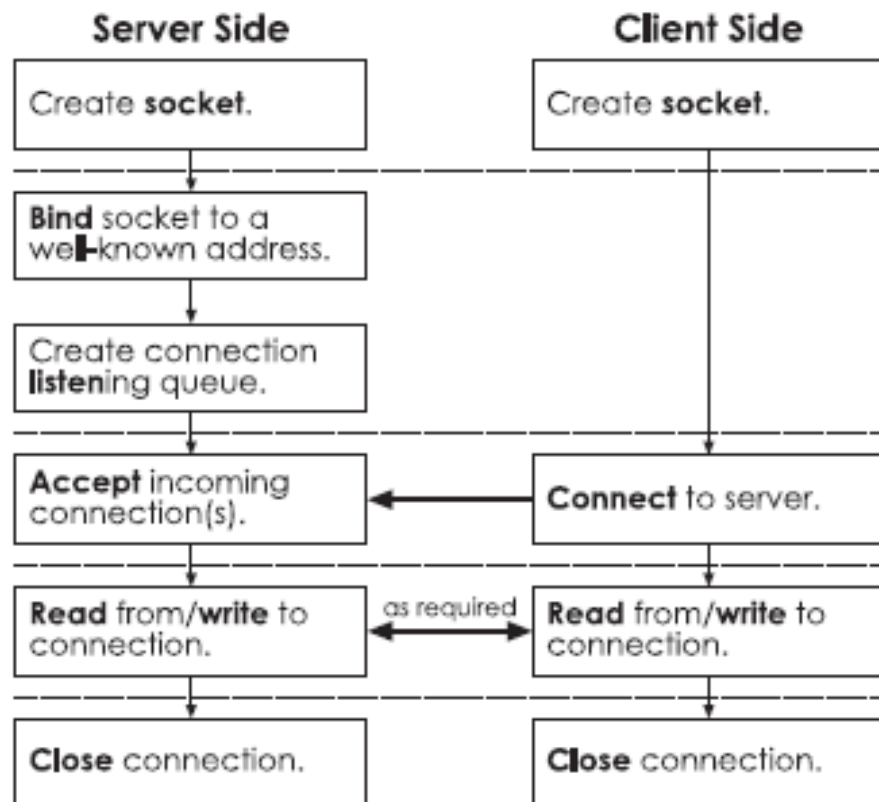 Server Side
Client Side
Create socket.
Create socket.
Bind socket to a
well-known address.
Create connection
listening queue.
Accept incoming
connection(s).
Connect to server.
Read from/write to
connection.
as required
Read from/write to
connection.
Close connection.
Close connection.